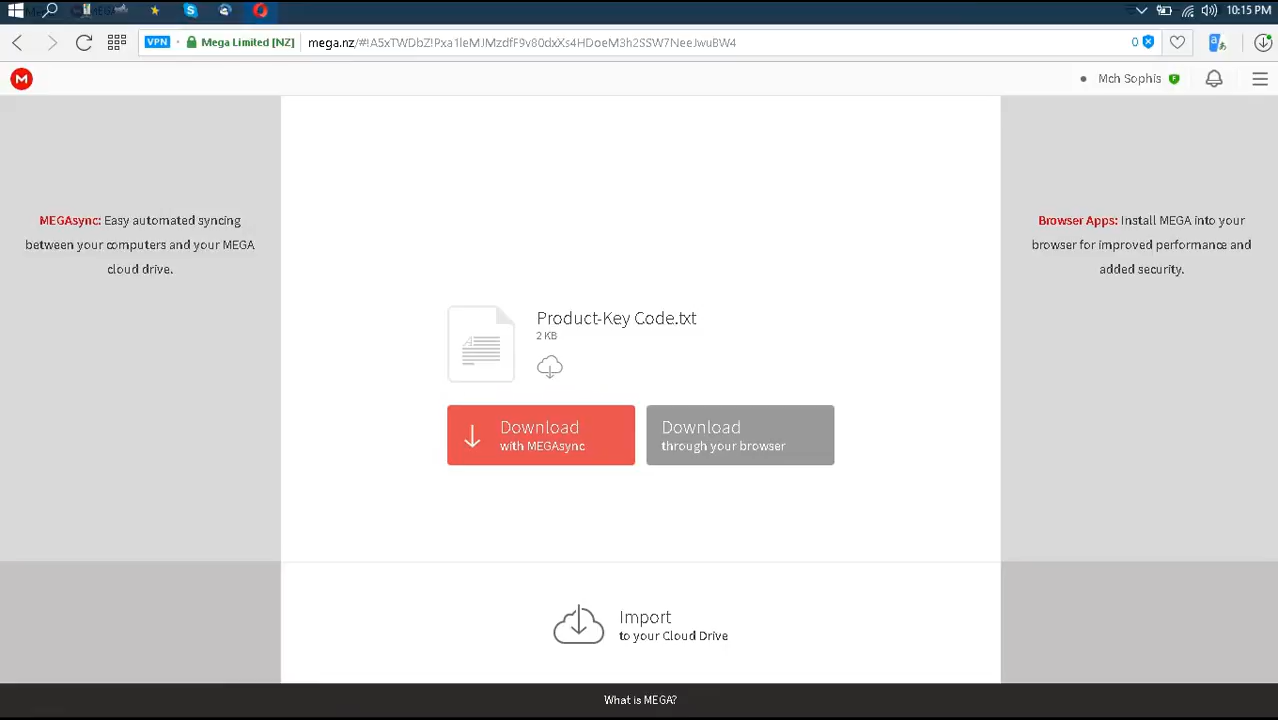 10:15 PM
VPN Mega Limited [NZ] mega.nz/#!A5xTWDbZ!Pxa1leMJMzdfF9v80dxXs4HDoeM3h2SSW7NeeJwuBW4 0
M Mch Sophis
MEGAsync: Easy automated syncing
between your computers and your MEGA
cloud drive.
Browser Apps: Install MEGA into your
browser for improved performance and
added security.
Product-Key Code.txt
2 KB
Download
with MEGAsync
Download
through your browser
Import
to your Cloud Drive
What is MEGA?